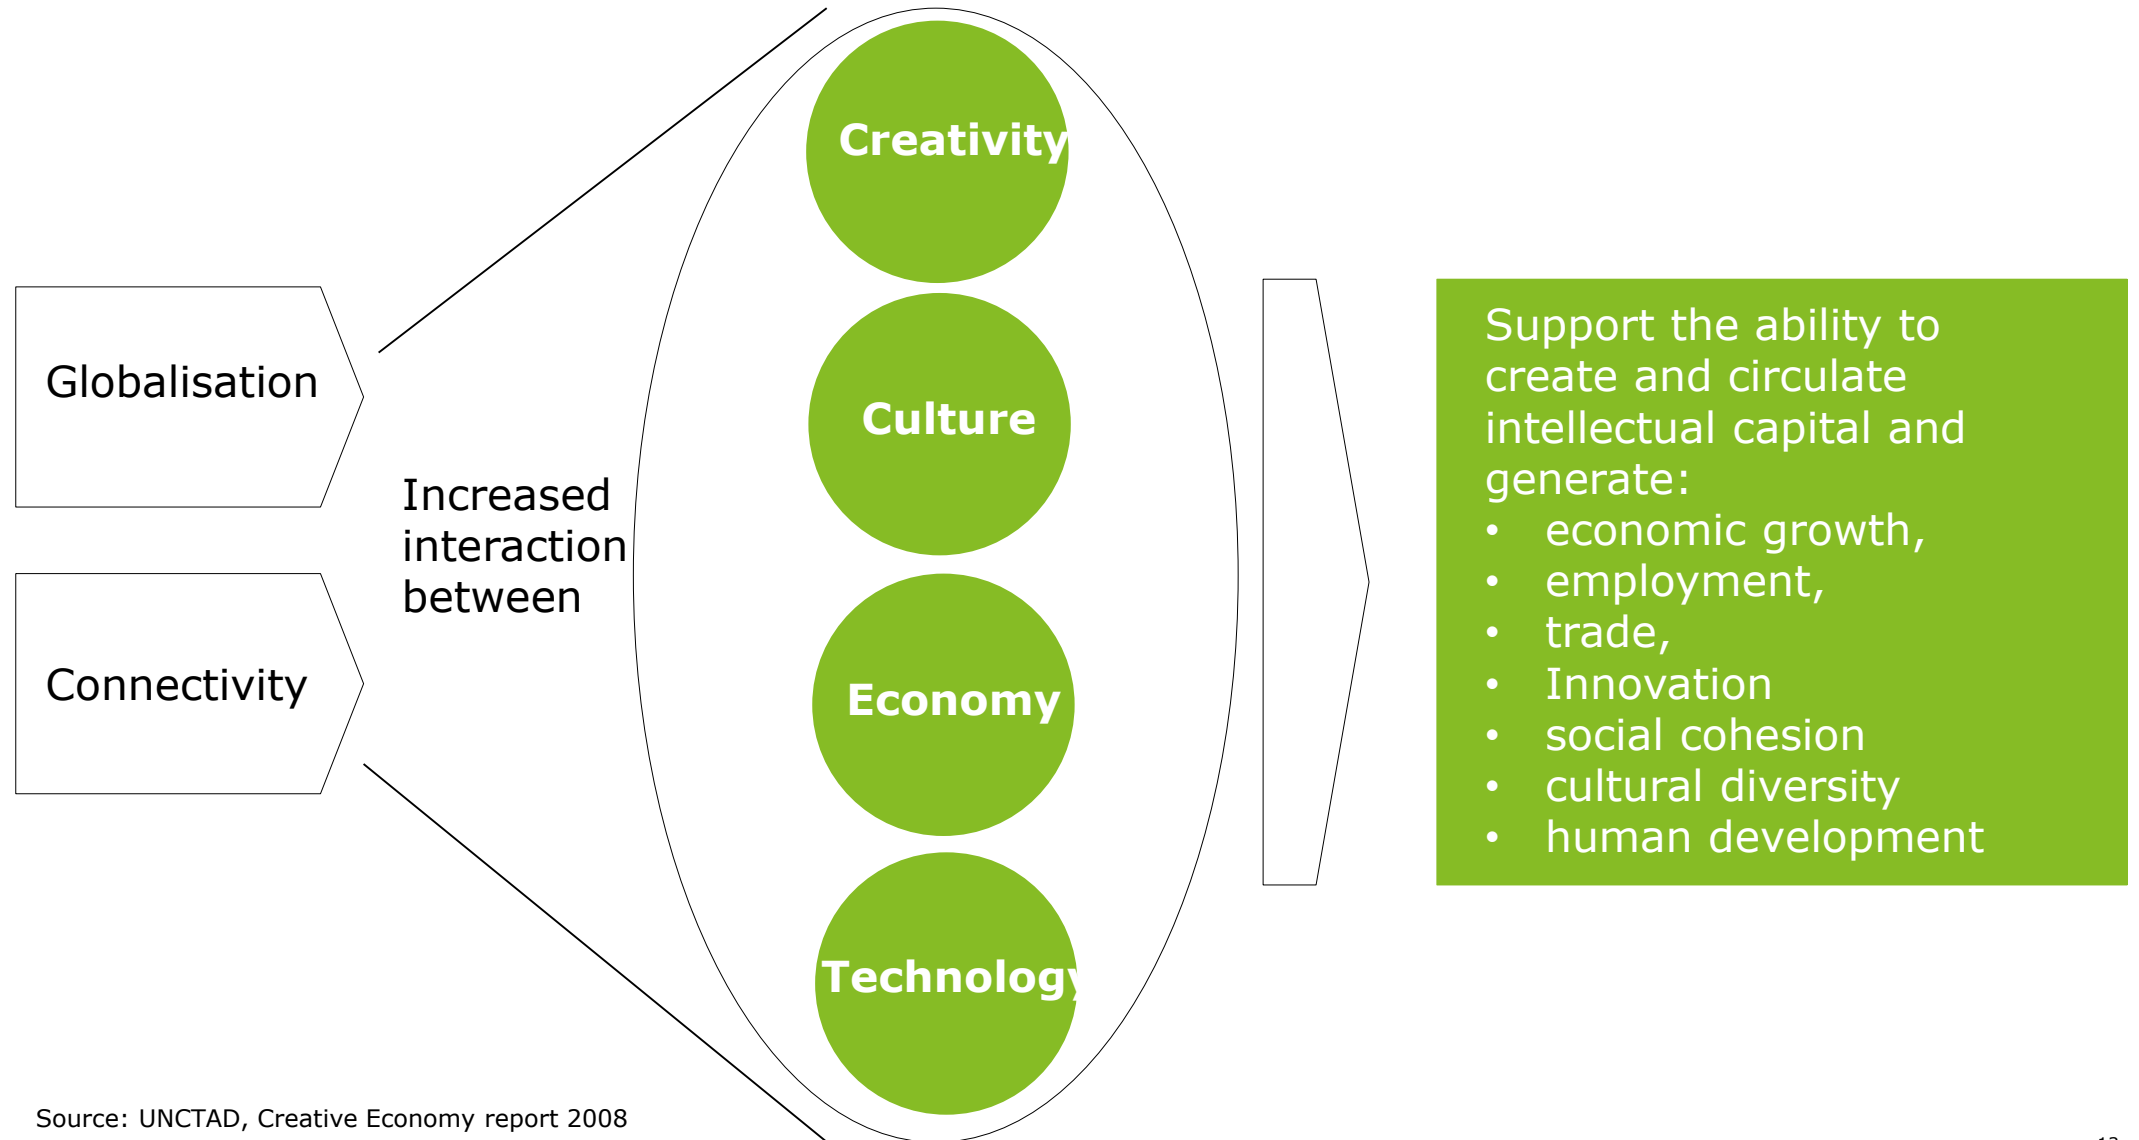 Creativity
Globalisation
Culture
Increased
interaction
between
Connectivity
Economy
Technology
Support the ability to
create and circulate
intellectual capital and
generate:
• economic growth,
• employment,
• trade,
• Innovation
• social cohesion
• cultural diversity
• human development
Source: UNCTAD, Creative Economy report 2008